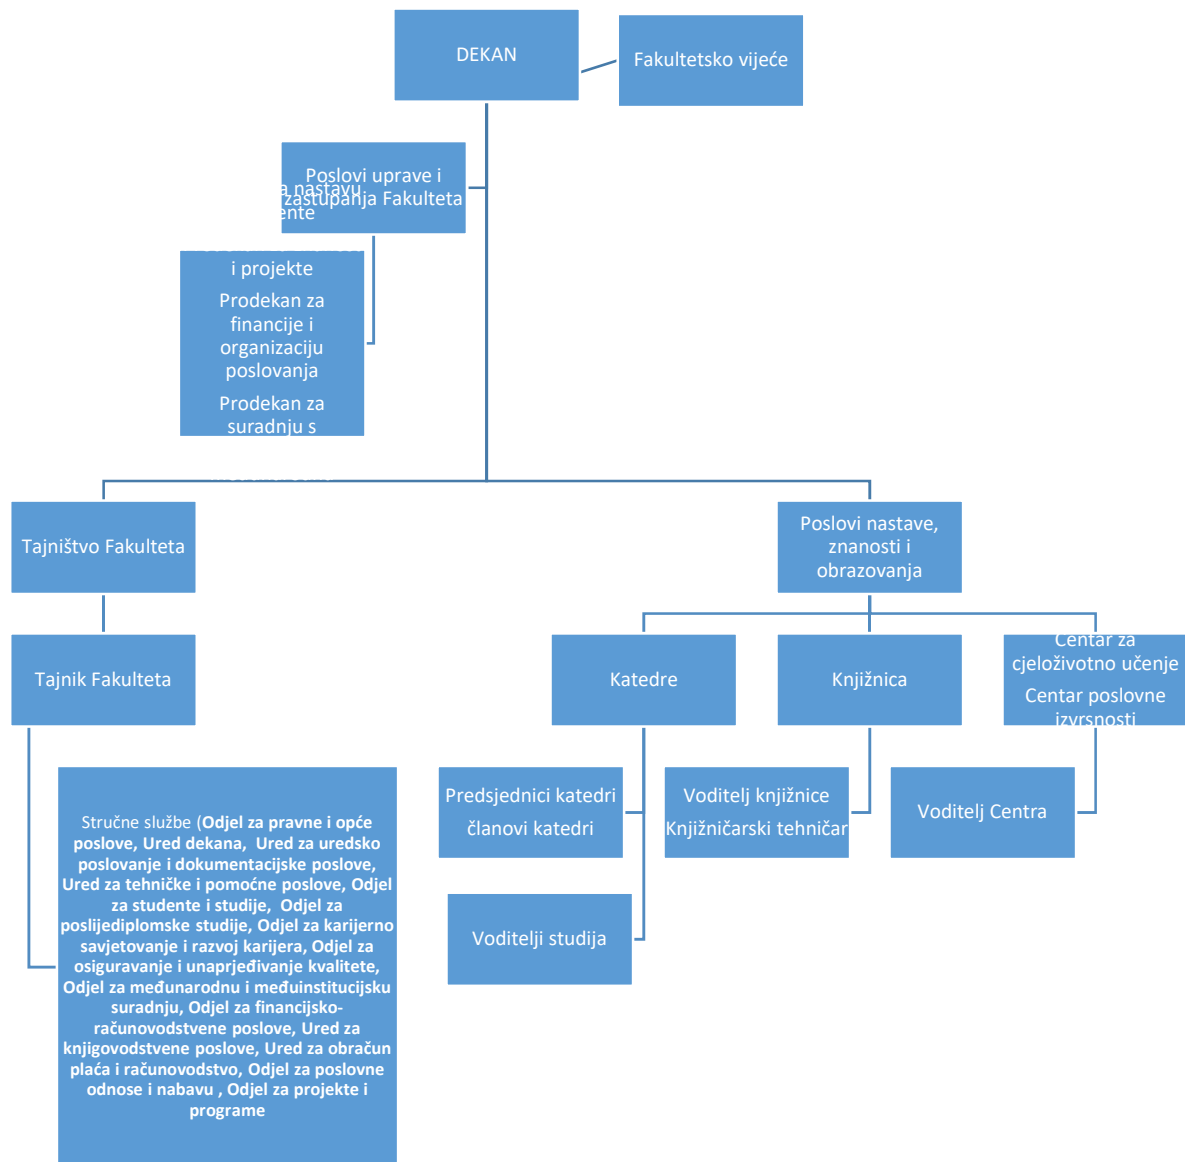 DEKAN
Fakultetsko vijeće
Poslovi uprave i
zastupanja Fakulteta
a nastavu
ente
i projekte
Prodekan za
financije i
organizaciju
poslovanja
Prodekan za
suradnju s
Tajništvo Fakulteta
Poslovi nastave,
znanosti i
obrazovanja
Tajnik Fakulteta
Katedre
Knjižnica
Centar za
cjeloživotno učenje
Centar poslovne
izvrsnosti
Predsjednici katedri
članovi katedri
Voditelj knjižnice
Knjižničarski tehničar
Voditelj Centra
Voditelji studija
Stručne službe (Odjel za pravne i opće
poslove, Ured dekana, Ured za uredsko
poslovanje i dokumentacijske poslove,
Ured za tehničke i pomoćne poslove, Odjel
za studente i studije, Odjel za
poslijediplomske studije, Odjel za karijerno
savjetovanje i razvoj karijera, Odjel za
osiguravanje i unaprjeđivanje kvalitete,
Odjel za međunarodnu i međuinstitucijsku
suradnju, Odjel za financijsko-
računovodstvene poslove, Ured za
knjigovodstvene poslove, Ured za obračun
plaća i računovodstvo, Odjel za poslovne
odnose i nabavu , Odjel za projekte i
programe